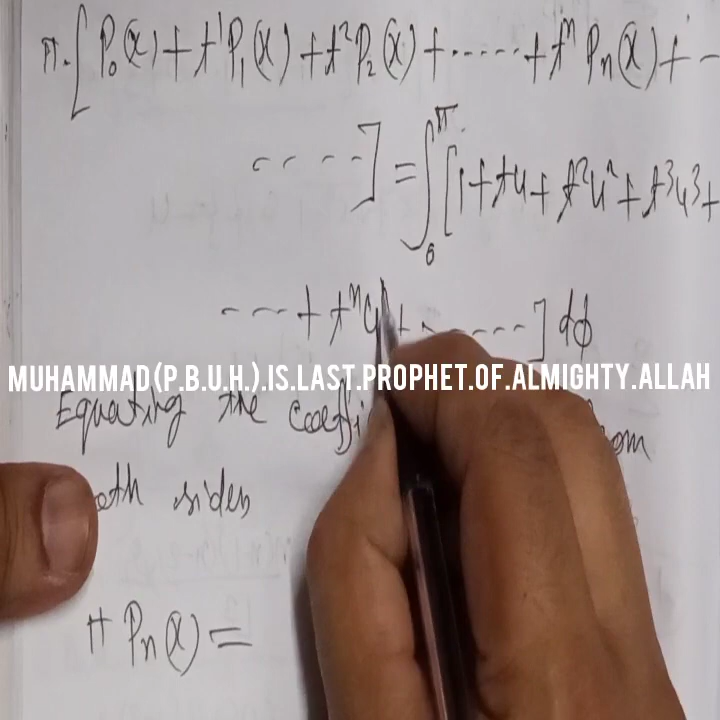 π.[P₀(x)+t¹P₁(x)+t²P₂(x)+.....+tⁿPₙ(x)+-
----]=∫₀^π[1+tu+t²u²+t³u³+
---+tⁿuⁿ+------]dϕ
MUHAMMAD(P.B.U.H.).IS.LAST.PROPHET.OF.ALMIGHTY.ALLAH
Equating the
sides
π Pₙ(x)=